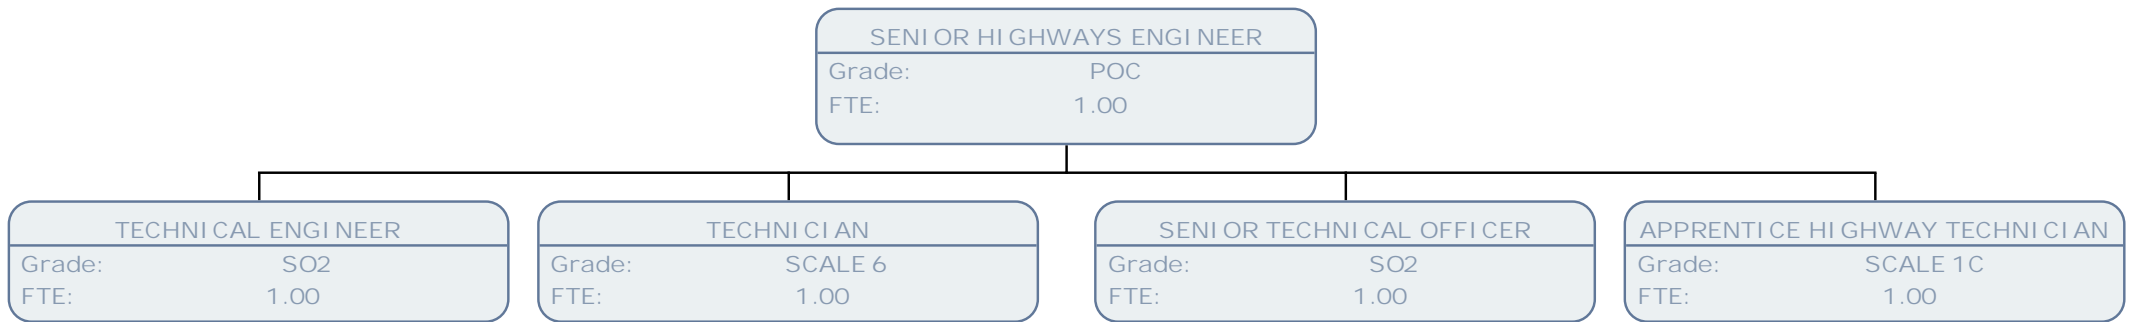 SENIOR HIGHWAYS ENGINEER
Grade: POC
FTE: 1.00
TECHNICAL ENGINEER
Grade: SO2
FTE: 1.00
TECHNICIAN
Grade: SCALE 6
FTE: 1.00
SENIOR TECHNICAL OFFICER
Grade: SO2
FTE: 1.00
APPRENTICE HIGHWAY TECHNICIAN
Grade: SCALE 1C
FTE: 1.00